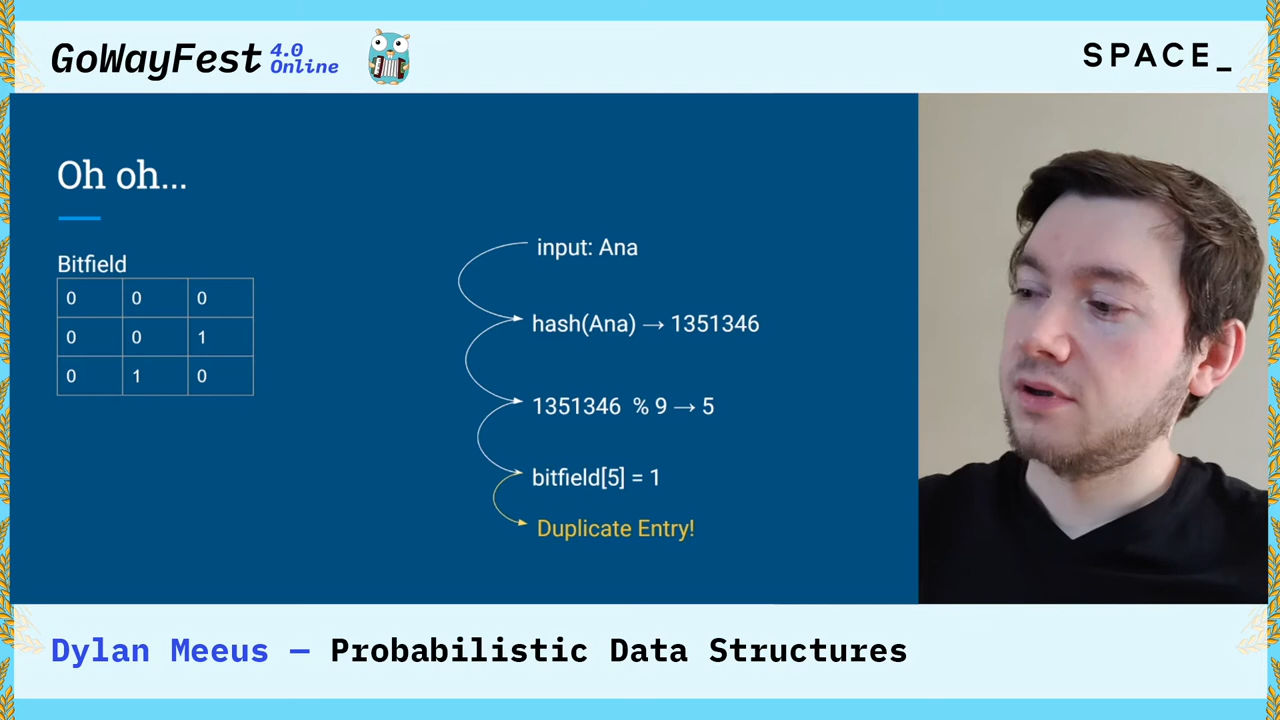 GoWayFest 4.0 Online
SPACE_
Oh oh...
Bitfield
0 0 0
0 0 1
0 1 0
input: Ana
hash(Ana) → 1351346
1351346 % 9 → 5
bitfield[5] = 1
Duplicate Entry!
Dylan Meeus — Probabilistic Data Structures